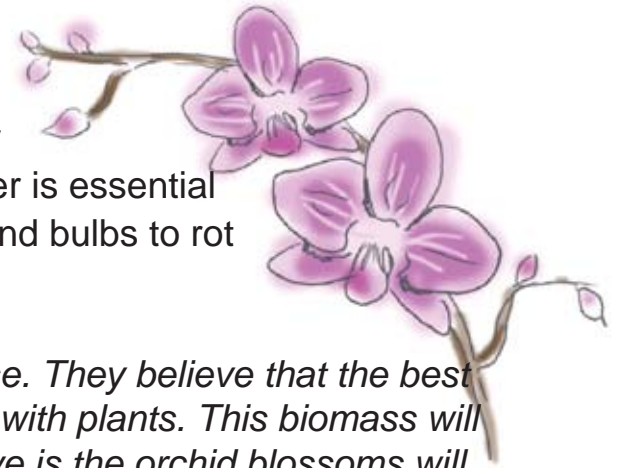 er is essential
nd bulbs to rot
e. They believe that the best
with plants. This biomass will
e is the orchid blossoms will